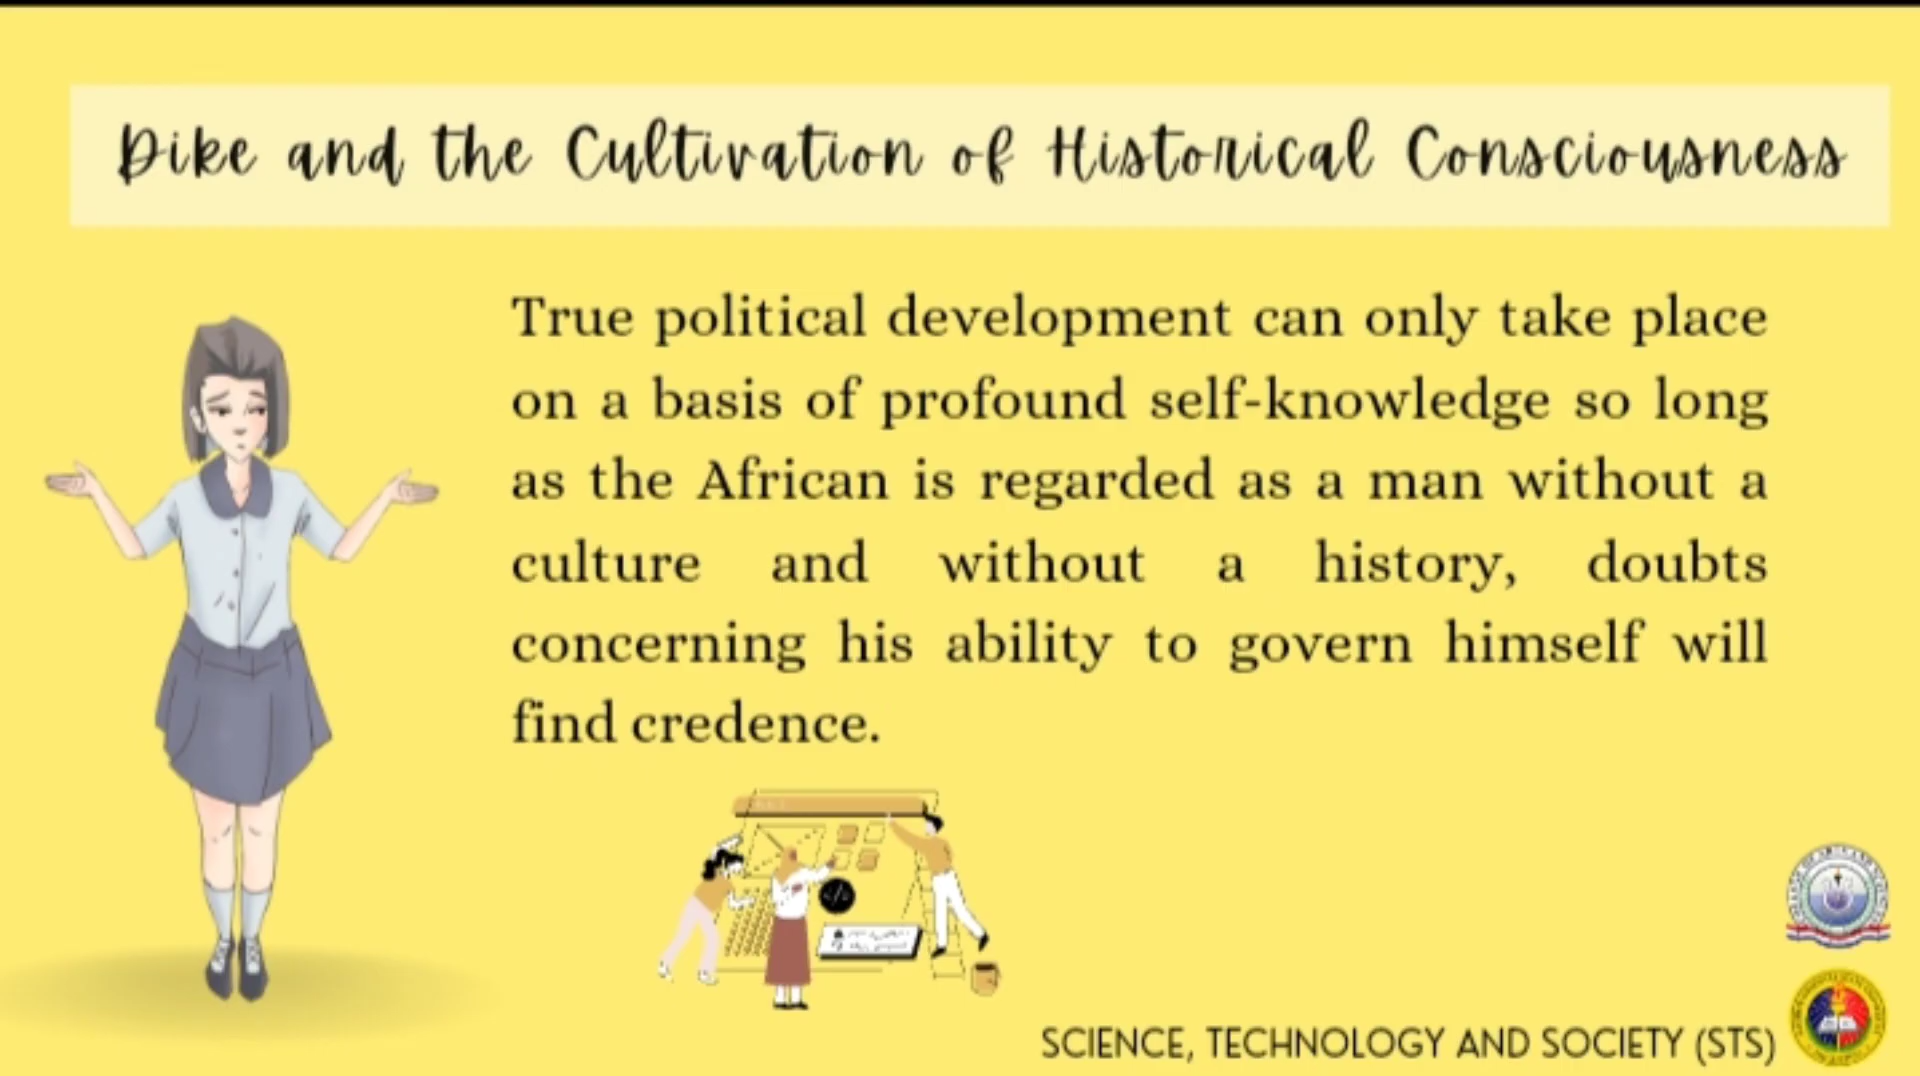 Dike and the Cultivation of Historical Consciousness
True political development can only take place
on a basis of profound self-knowledge so long
as the African is regarded as a man without a
culture and without a history, doubts
concerning his ability to govern himself will
find credence.
SCIENCE, TECHNOLOGY AND SOCIETY (STS)